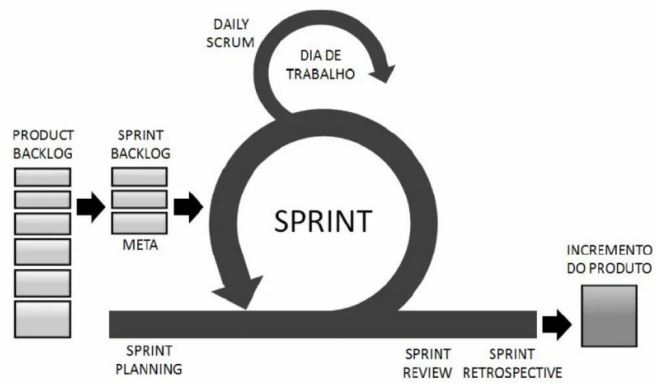 DAILY
SCRUM
DIA DE
TRABALHO
PRODUCT
BACKLOG
SPRINT
BACKLOG
META
SPRINT
INCREMENTO
DO PRODUTO
SPRINT
PLANNING
SPRINT
REVIEW
SPRINT
RETROSPECTIVE